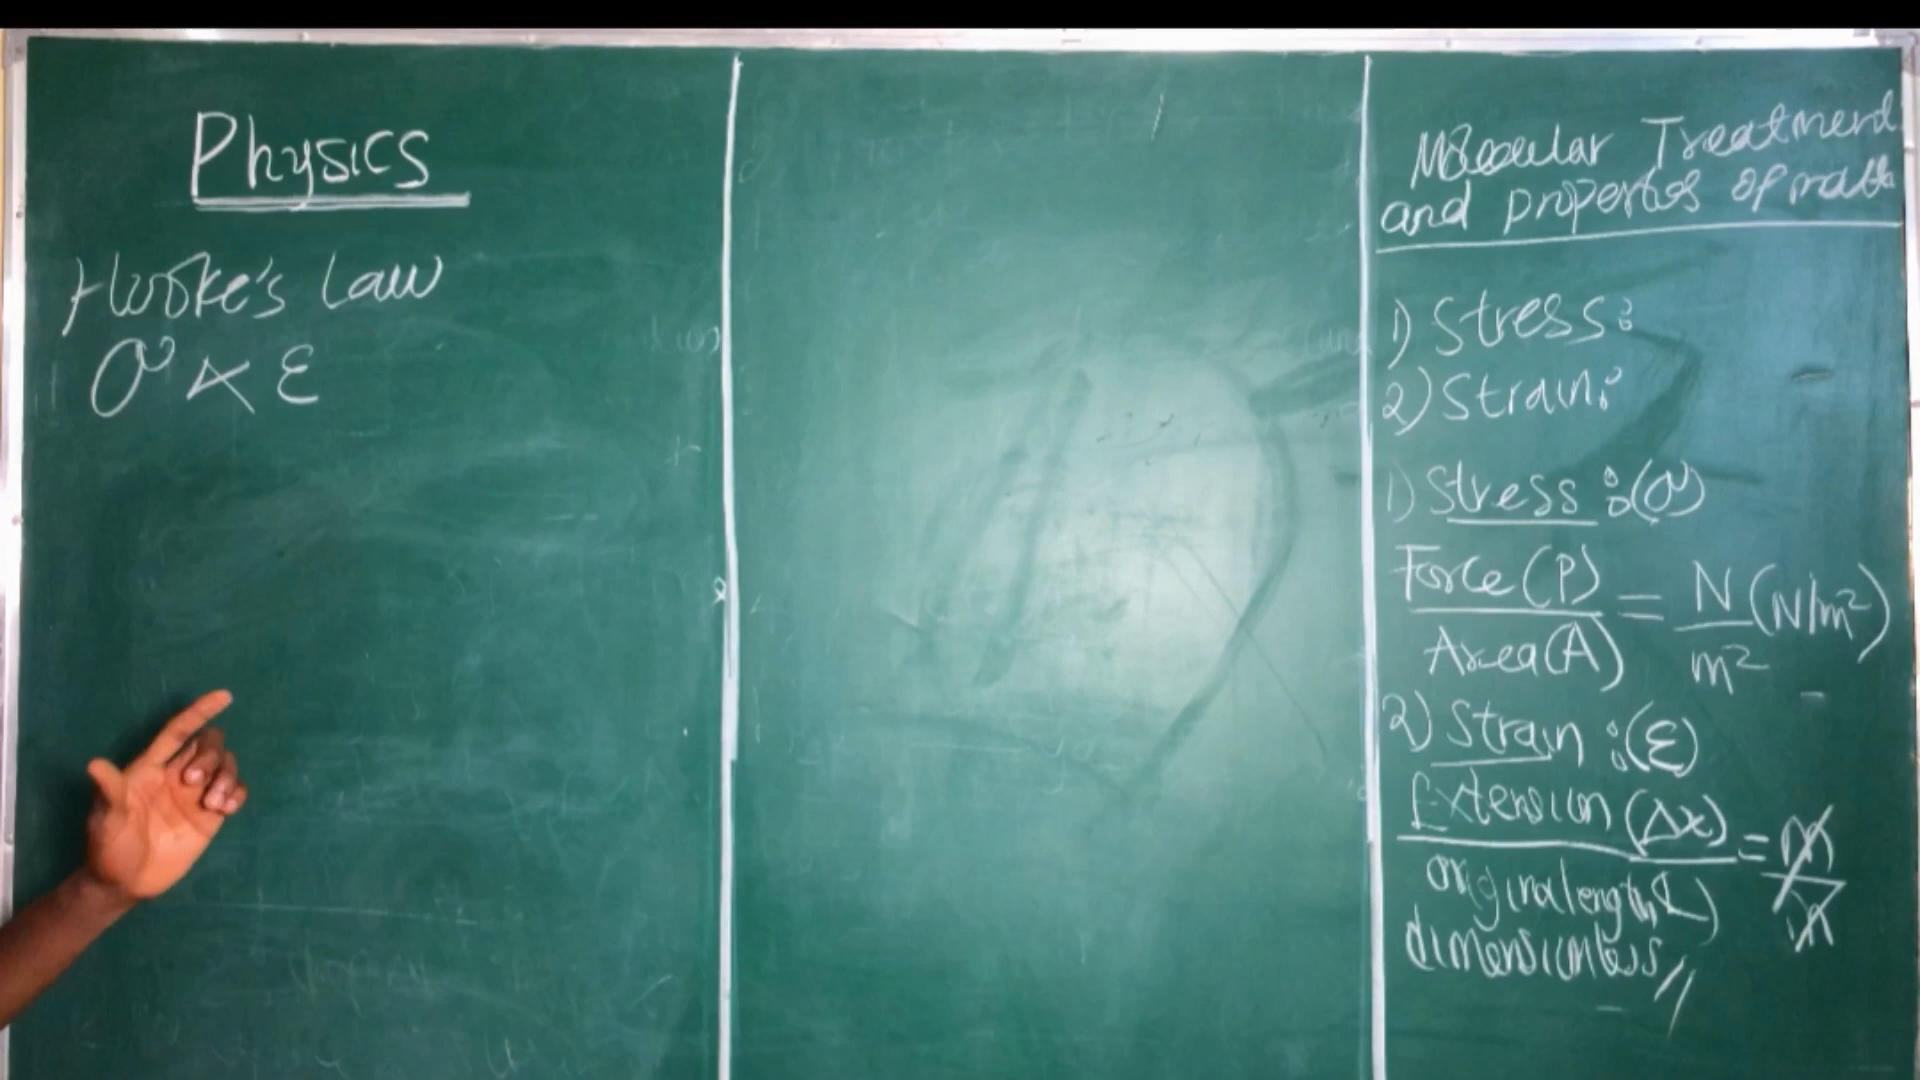 Physics
Hooke's Law
σ ∝ ε
Molecular Treatment
and properties of matter
1) Stress:
2) Strain:
1) Stress :(σ)
Force(P) = N (N/m²)
Area(A) m²
2) Strain :(ε)
Extension (Δx) = m
original length, L) m
dimensionless //